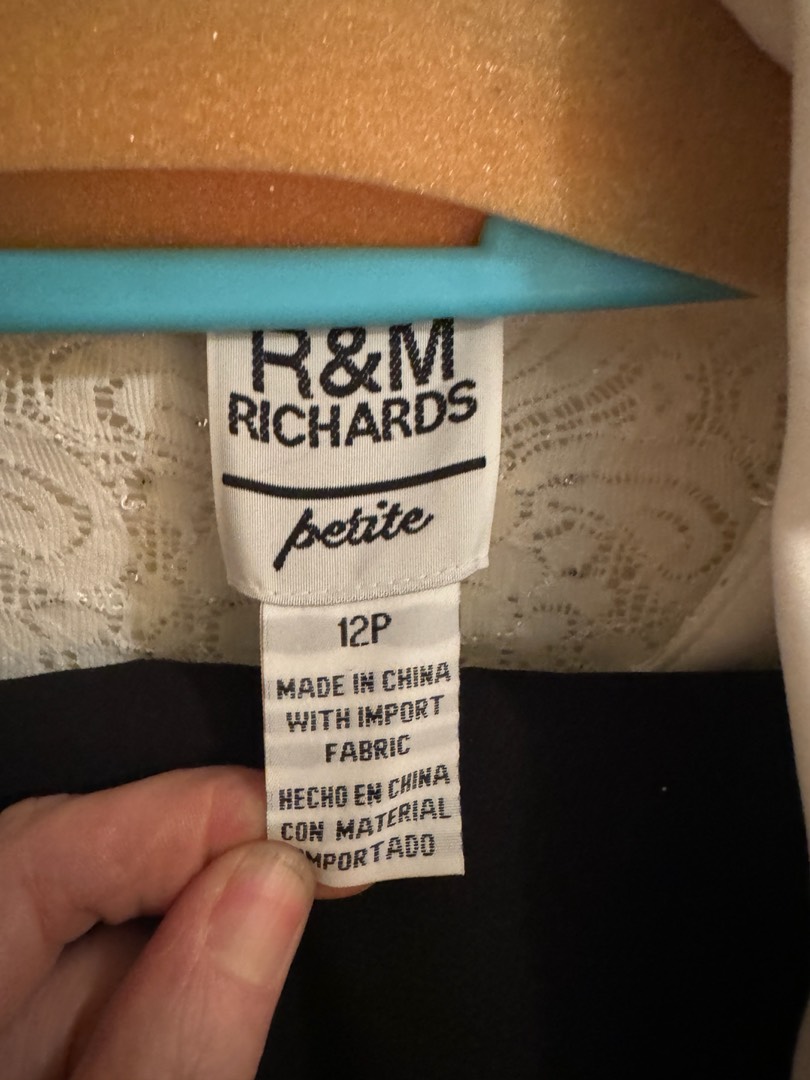 R&M
RICHARDS
petite
12P
MADE IN CHINA
WITH IMPORT
FABRIC
HECHO EN CHINA
CON MATERIAL
IMPORTADO